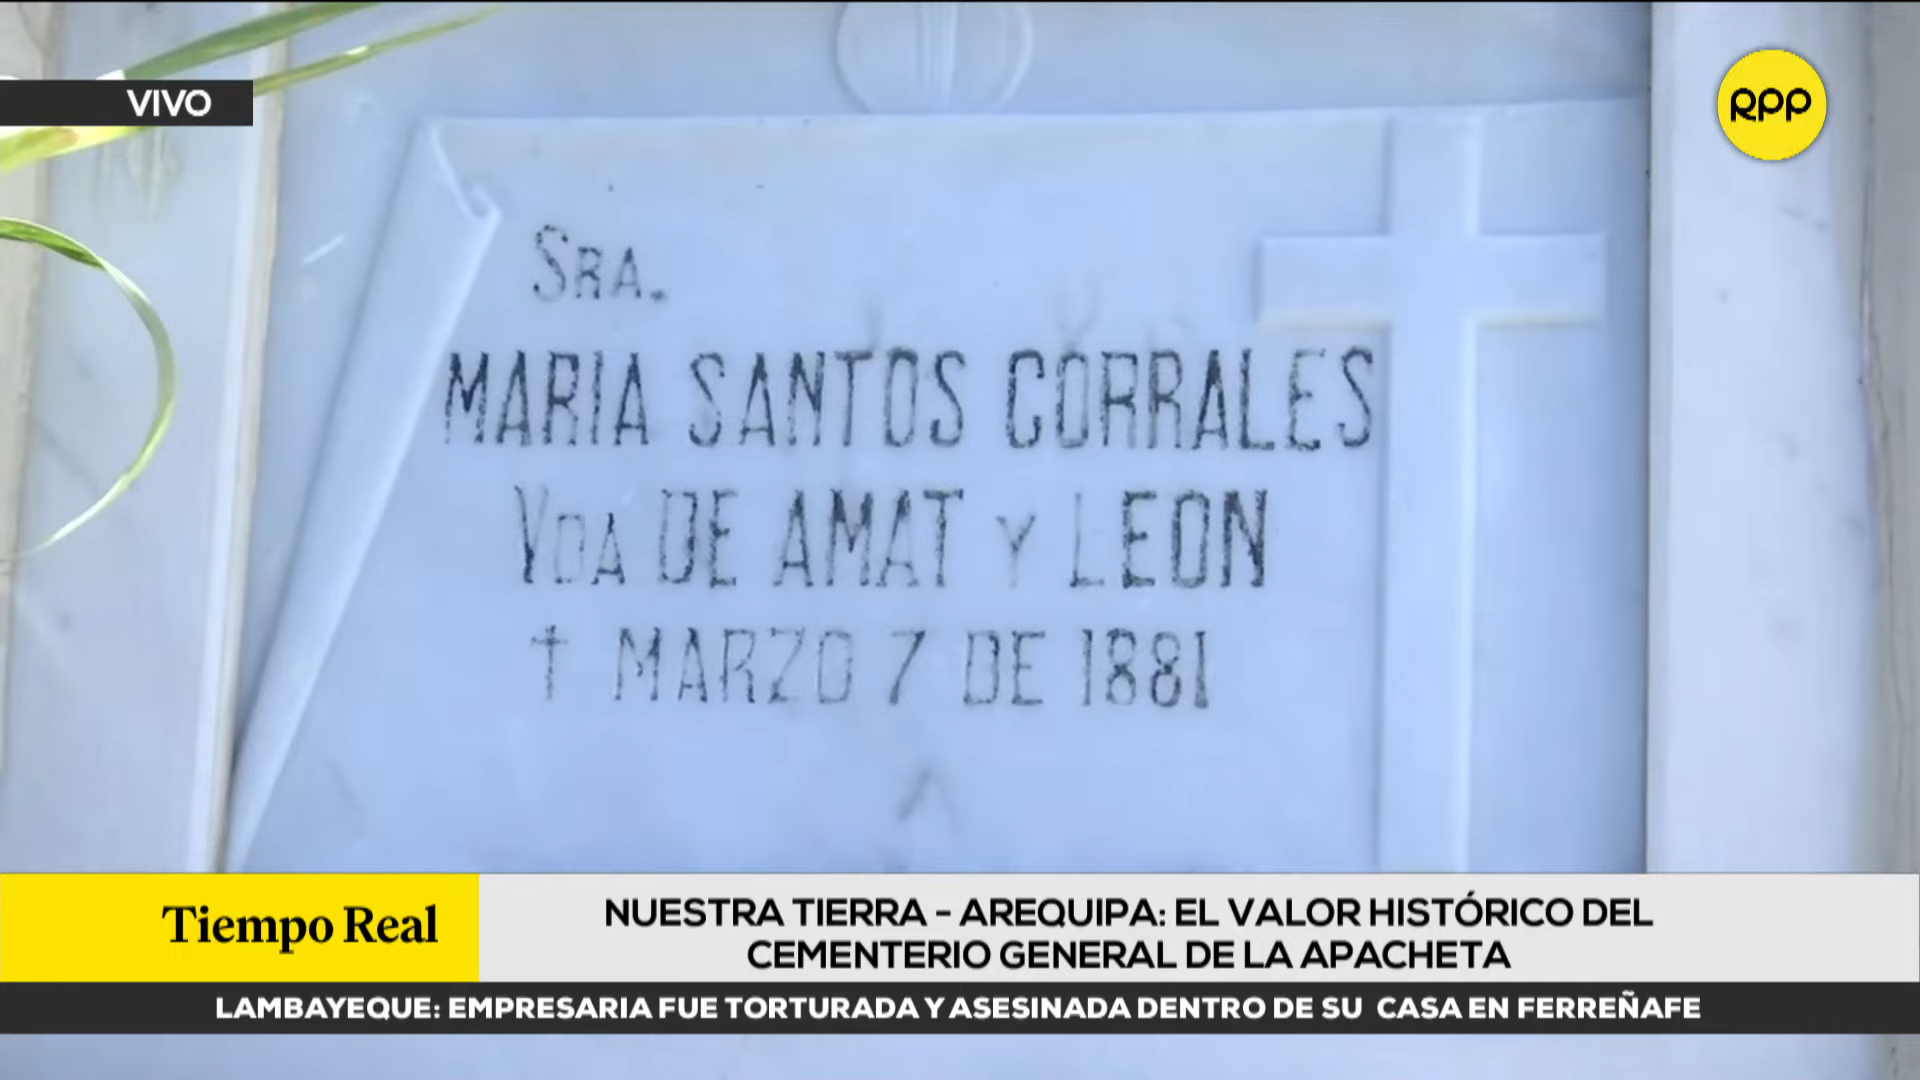 VIVO
RPP
SRA.
MARIA SANTOS CORRALES
VDA DE AMAT Y LEON
† MARZO 7 DE 1881
Tiempo Real
NUESTRA TIERRA - AREQUIPA: EL VALOR HISTÓRICO DEL
CEMENTERIO GENERAL DE LA APACHETA
LAMBAYEQUE: EMPRESARIA FUE TORTURADA Y ASESINADA DENTRO DE SU CASA EN FERREÑAFE